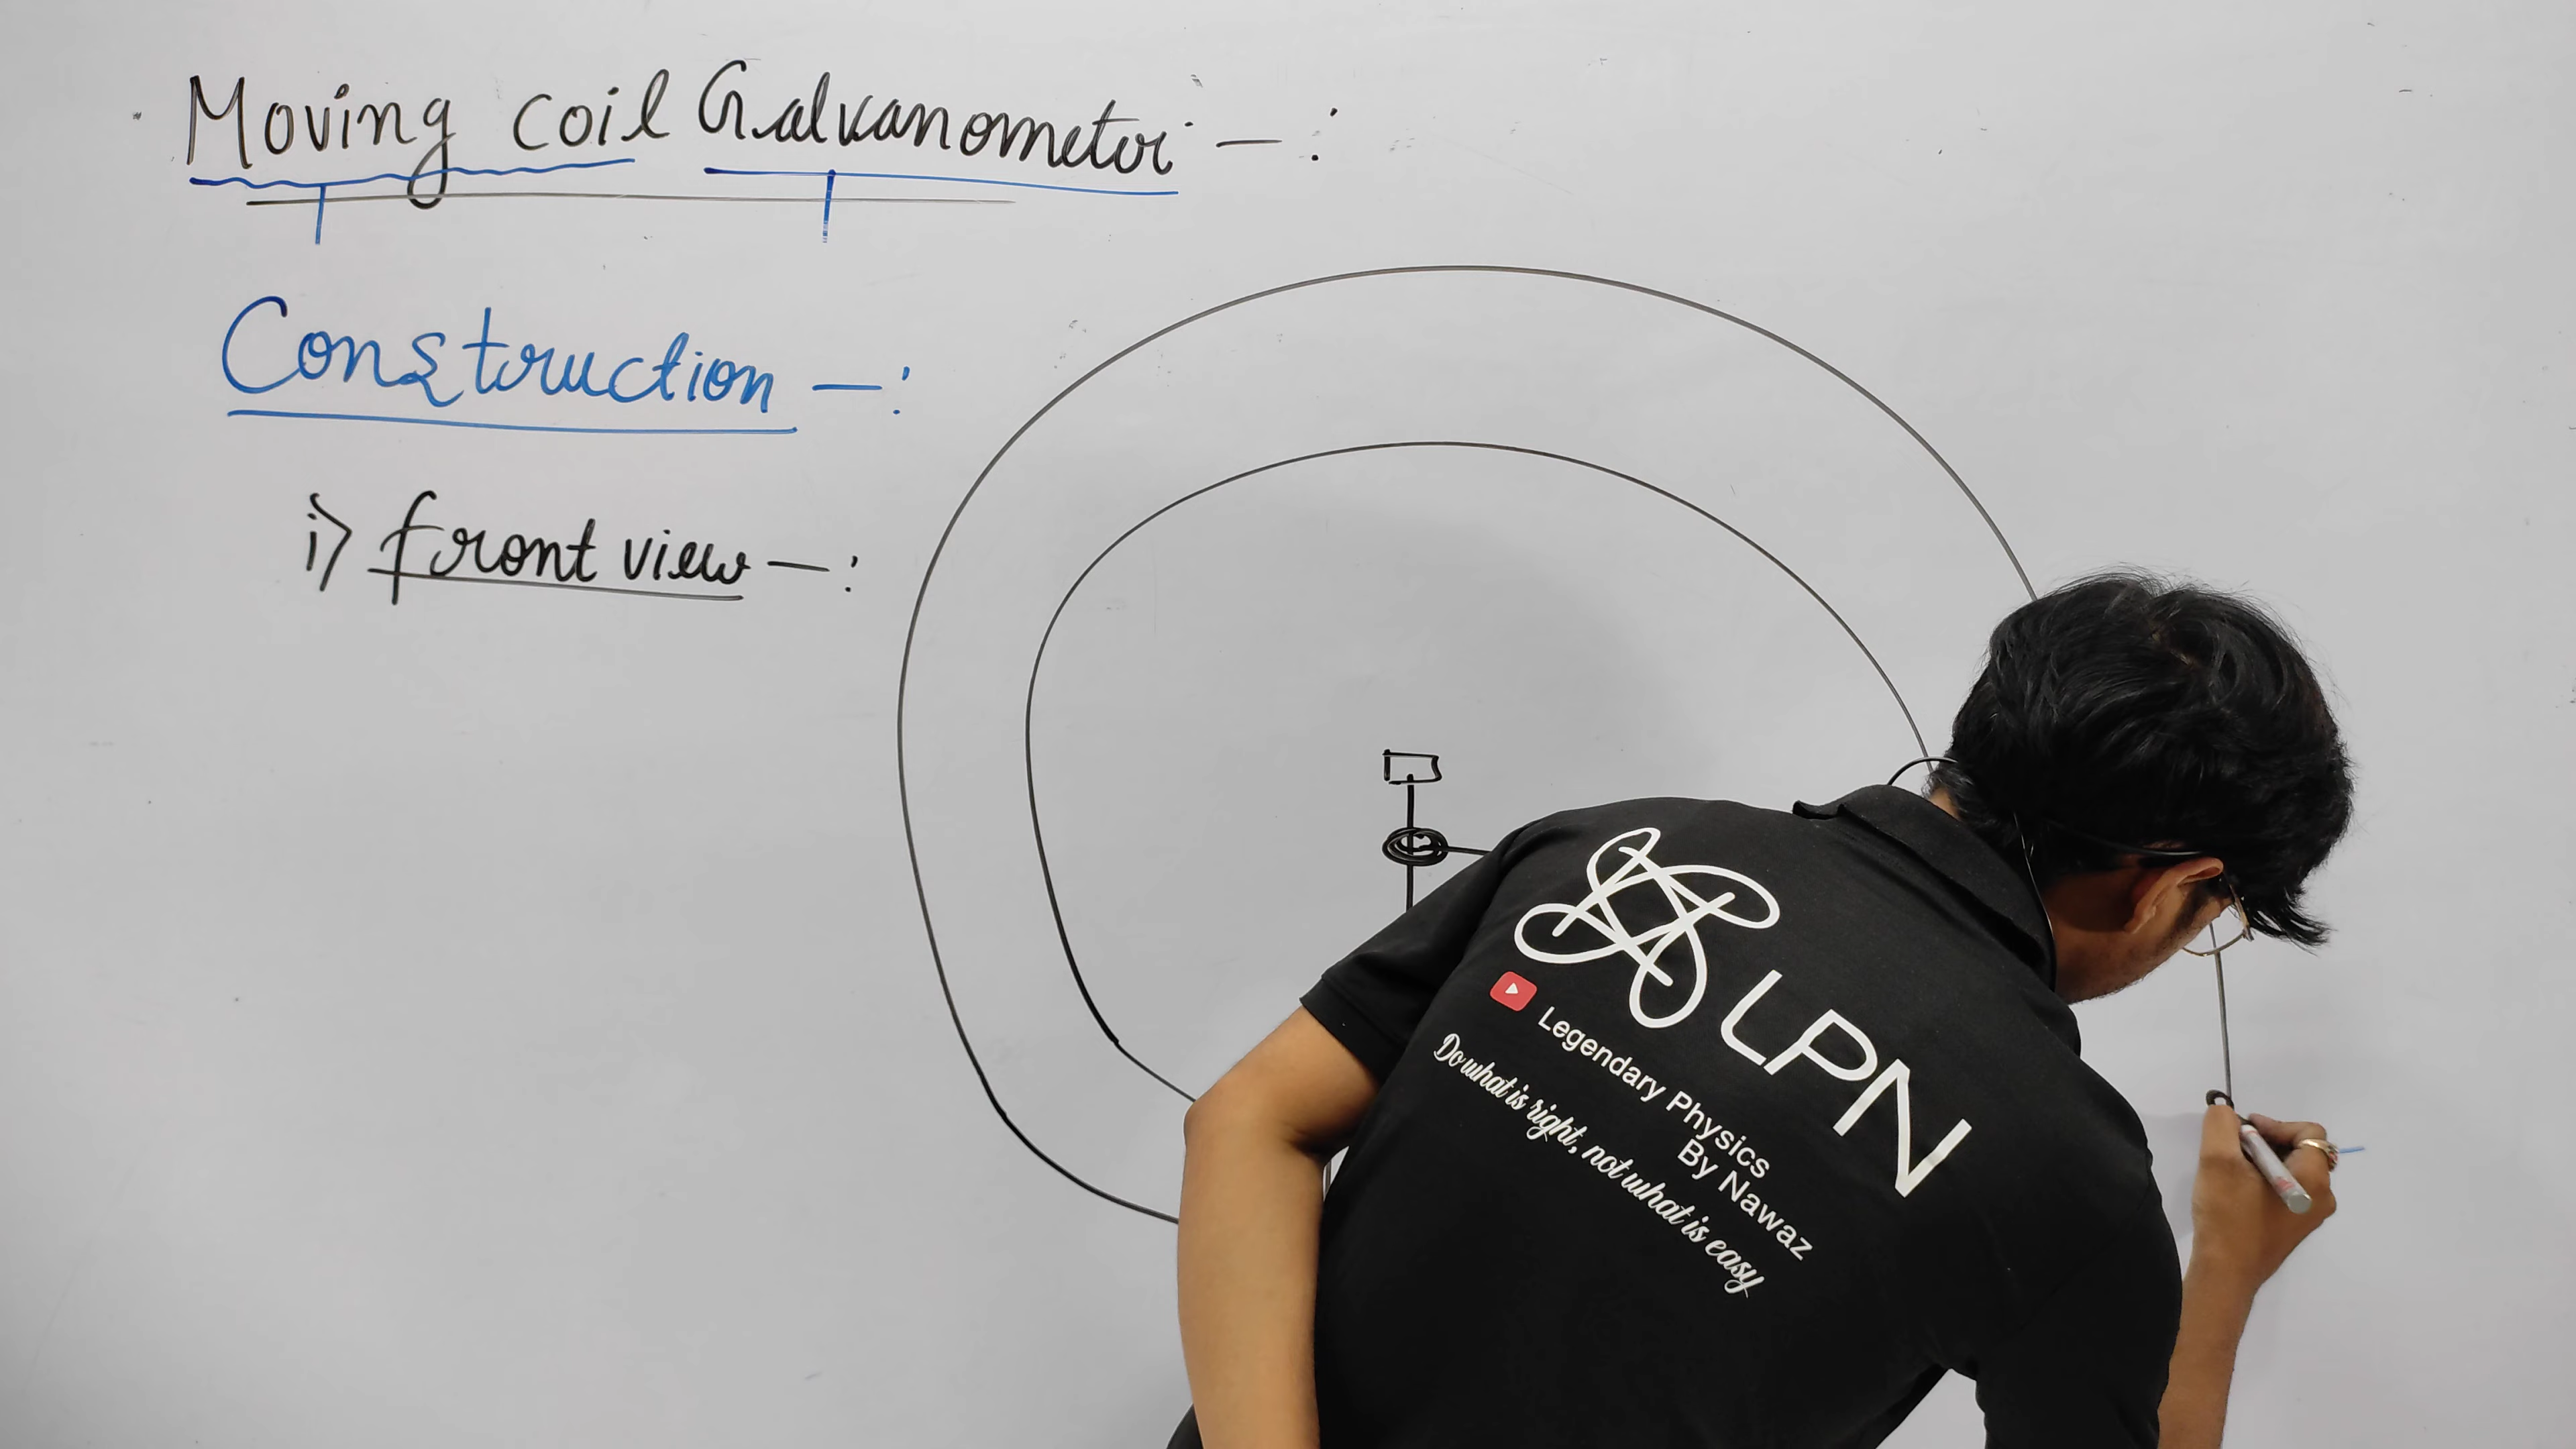 Moving coil Galvanometer - :
Construction - :
i) front view - :
LPN
Legendary Physics
By Nawaz
Do what is right, not what is easy